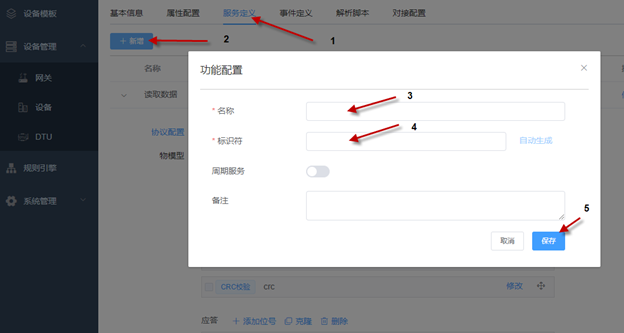 设备模板
设备管理
网关
设备
DTU
规则引擎
系统管理
基本信息 属性配置 服务定义 事件定义 解析脚本 对接配置
+ 新增 2 1
名称
读取数据
协议配置
物模型
功能配置 ×
* 名称 3
* 标识符 4 自动生成
周期服务
备注
5
取消 保存
CRC校验 crc 修改
应答 + 添加位号 克隆 删除